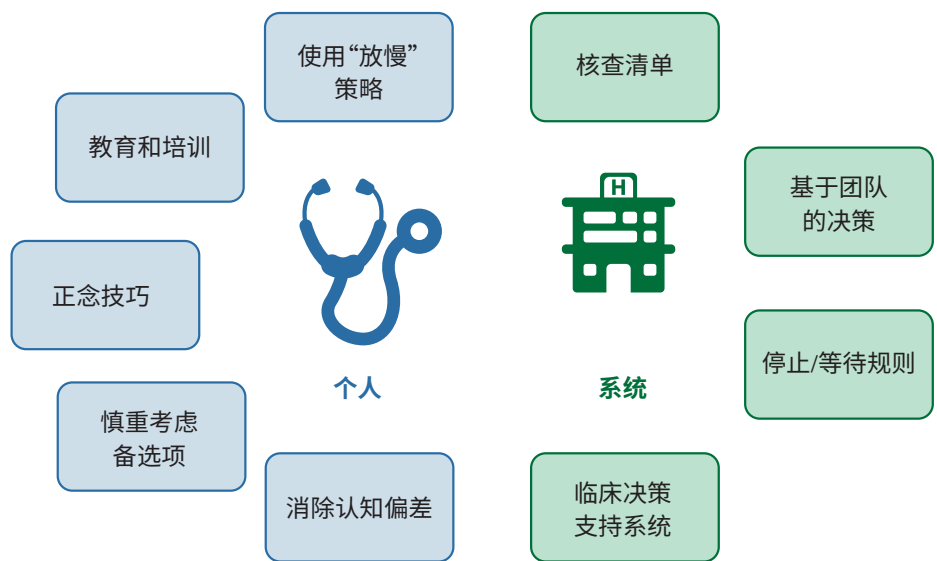 使用“放慢”
策略
教育和培训
正念技巧
慎重考虑
备选项
消除认知偏差
个人
核查清单
H
基于团队
的决策
停止/等待规则
临床决策
支持系统
系统